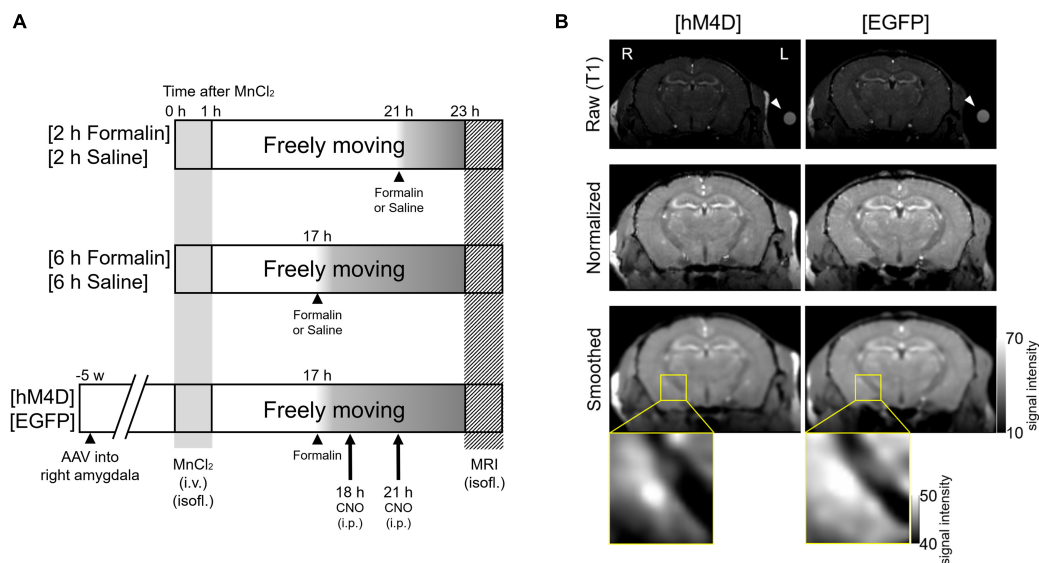 A
Time after MnCl₂
0 h 1 h 21 h 23 h
[2 h Formalin]
[2 h Saline]
Freely moving
Formalin
or Saline
17 h
[6 h Formalin]
[6 h Saline]
Freely moving
Formalin
or Saline
-5 w
17 h
[hM4D]
[EGFP]
Freely moving
AAV into
right amygdala
MnCl₂
(i.v.)
(isofl.)
Formalin
18 h
CNO
(i.p.)
21 h
CNO
(i.p.)
MRI
(isofl.)
B
[hM4D] [EGFP]
Raw (T1)
R L
Normalized
Smoothed
70
10
signal intensity
50
40
signal intensity